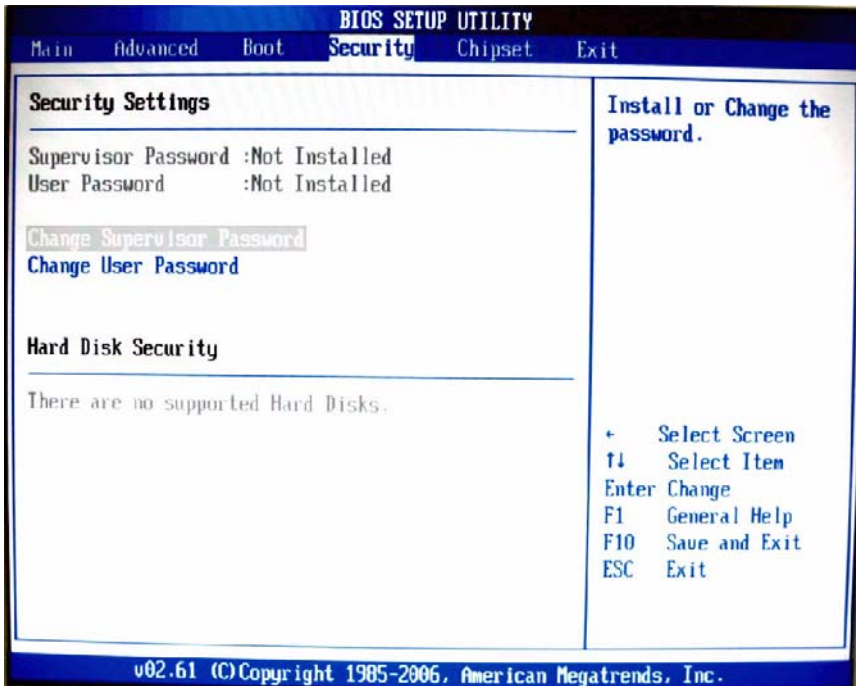 BIOS SETUP UTILITY
Main Advanced Boot Security Chipset Exit
Security Settings
Supervisor Password :Not Installed
User Password :Not Installed
Change Supervisor Password
Change User Password
Hard Disk Security
There are no supported Hard Disks.
Install or Change the
password.
← Select Screen
↑↓ Select Item
Enter Change
F1 General Help
F10 Save and Exit
ESC Exit
v02.61 (C)Copyright 1985-2006, American Megatrends, Inc.